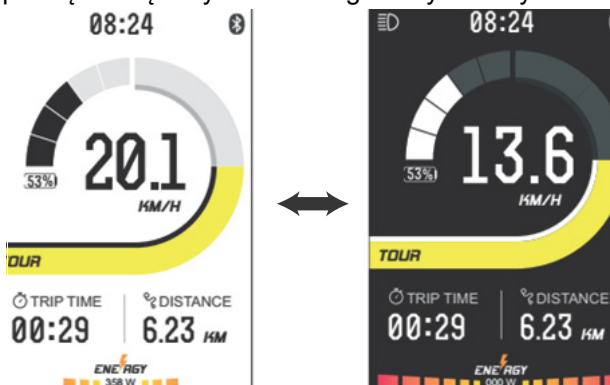 08:24
53%
20.1
KM/H
TOUR
TRIP TIME
DISTANCE
00:29
6.23 KM
ENERGY
358 W
08:24
53%
13.6
KM/H
TOUR
TRIP TIME
DISTANCE
00:29
6.23 KM
ENERGY
000 W